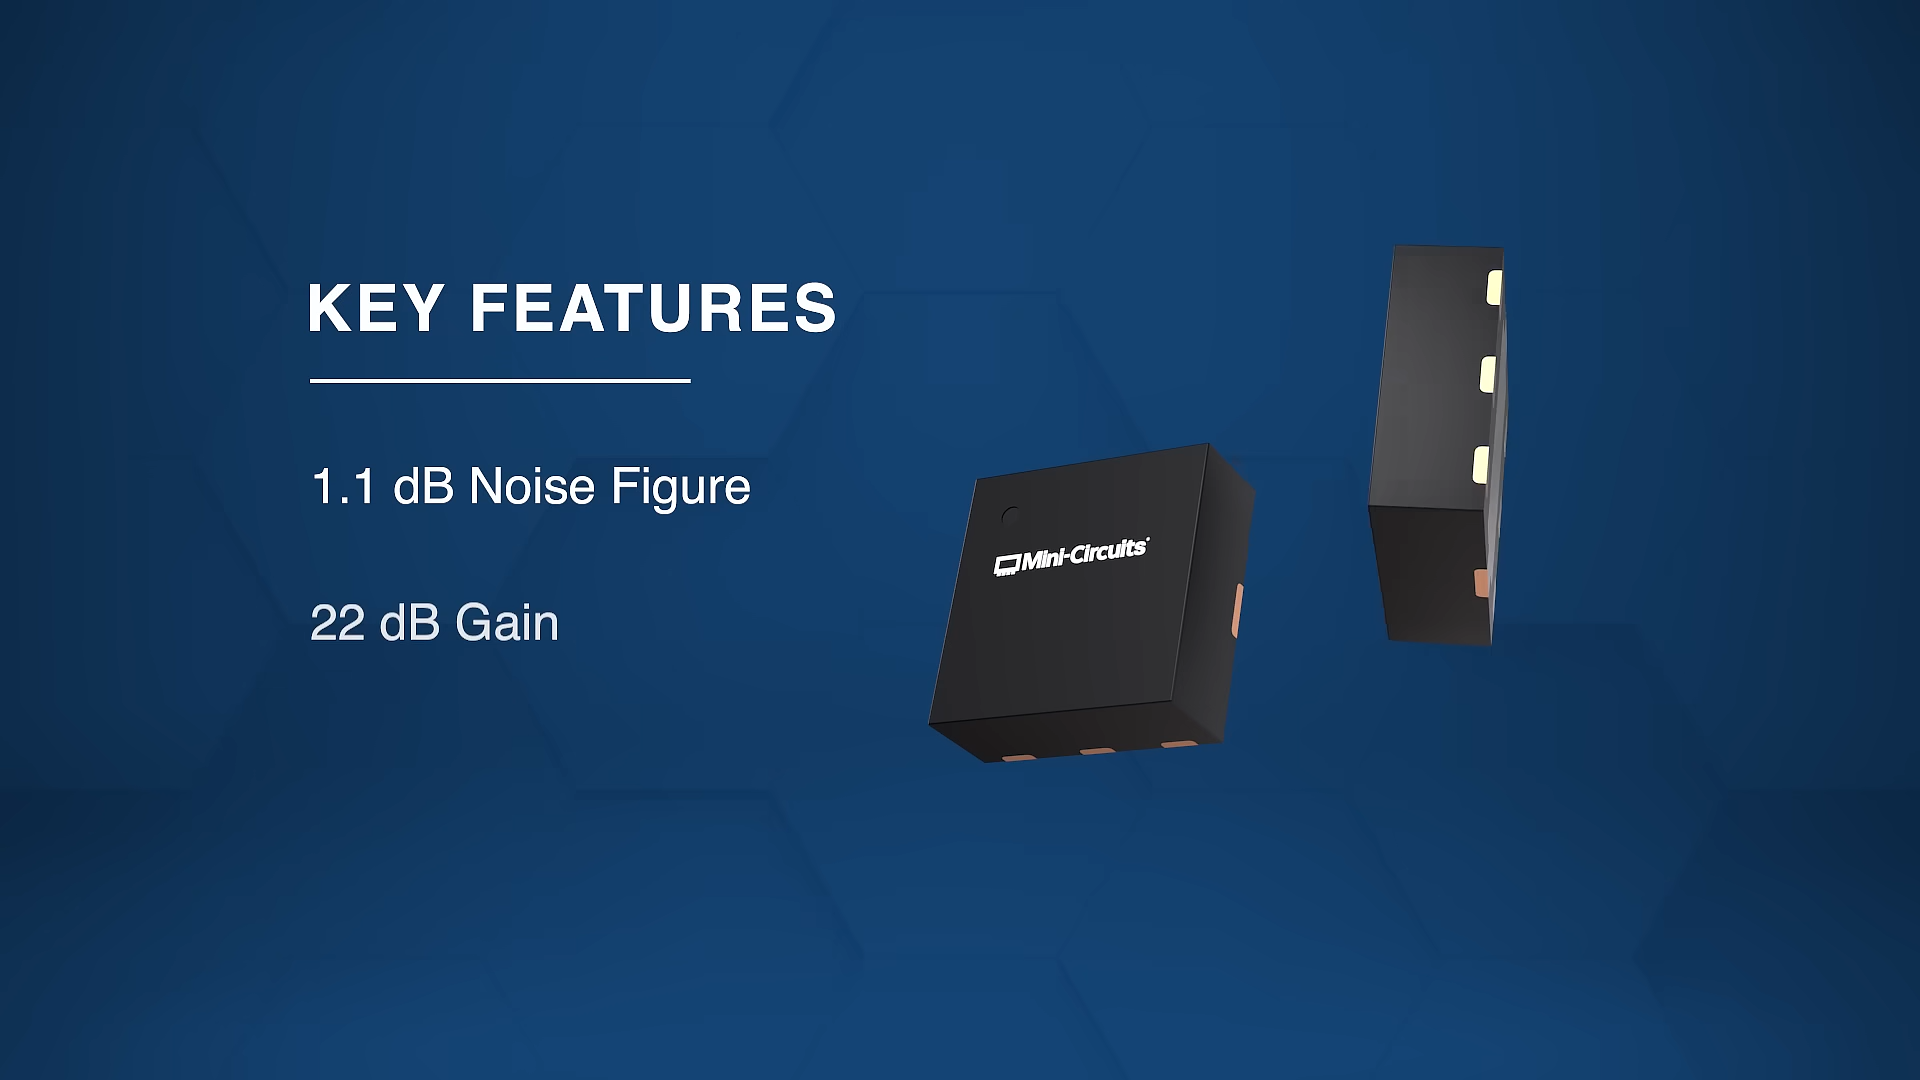 KEY FEATURES
1.1 dB Noise Figure
22 dB Gain
Mini-Circuits